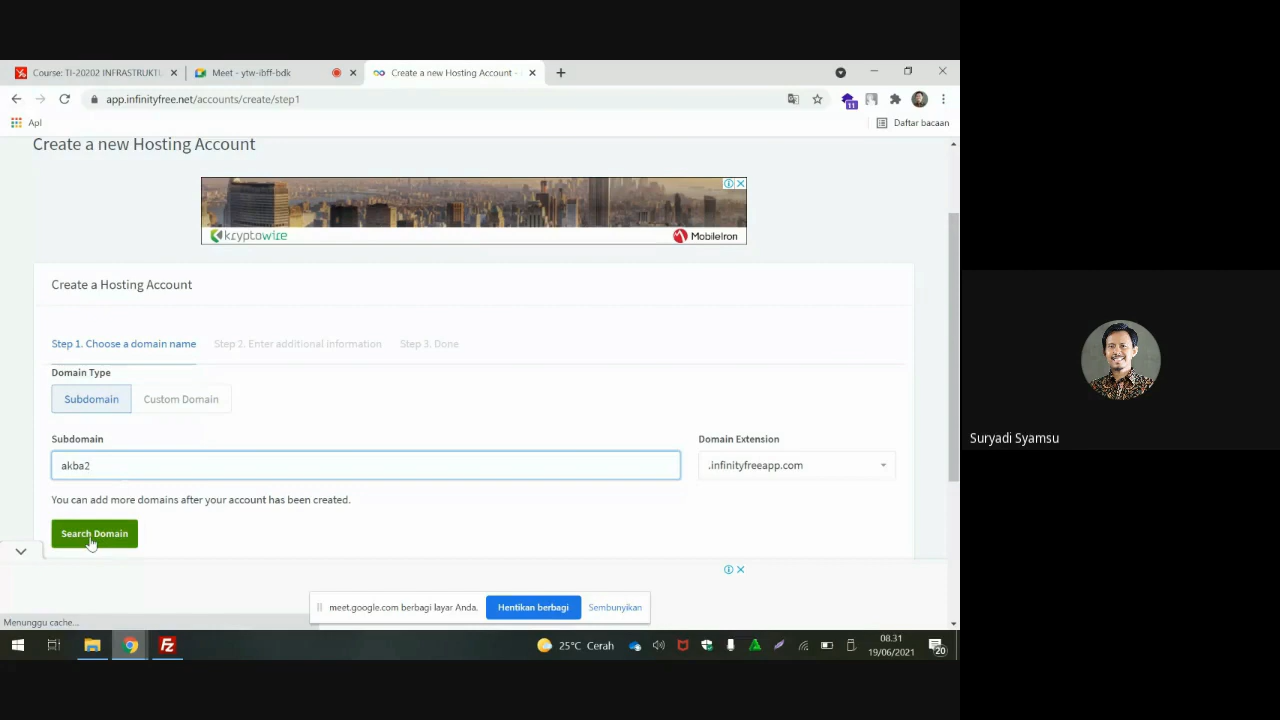 Course: TI-20202 INFRASTRUKTU
Meet - ytw-ibff-bdk
Create a new Hosting Account -
app.infinityfree.net/accounts/create/step1
11
Apl
Daftar bacaan
Create a new Hosting Account
kryptowire
MobileIron
Create a Hosting Account
Step 1. Choose a domain name
Step 2. Enter additional information
Step 3. Done
Domain Type
Subdomain
Custom Domain
Subdomain
Domain Extension
akba2
.infinityfreeapp.com
You can add more domains after your account has been created.
Search Domain
meet.google.com berbagi layar Anda.
Hentikan berbagi
Sembunyikan
Menunggu cache...
25°C Cerah
08.31
19/06/2021
20
Suryadi Syamsu